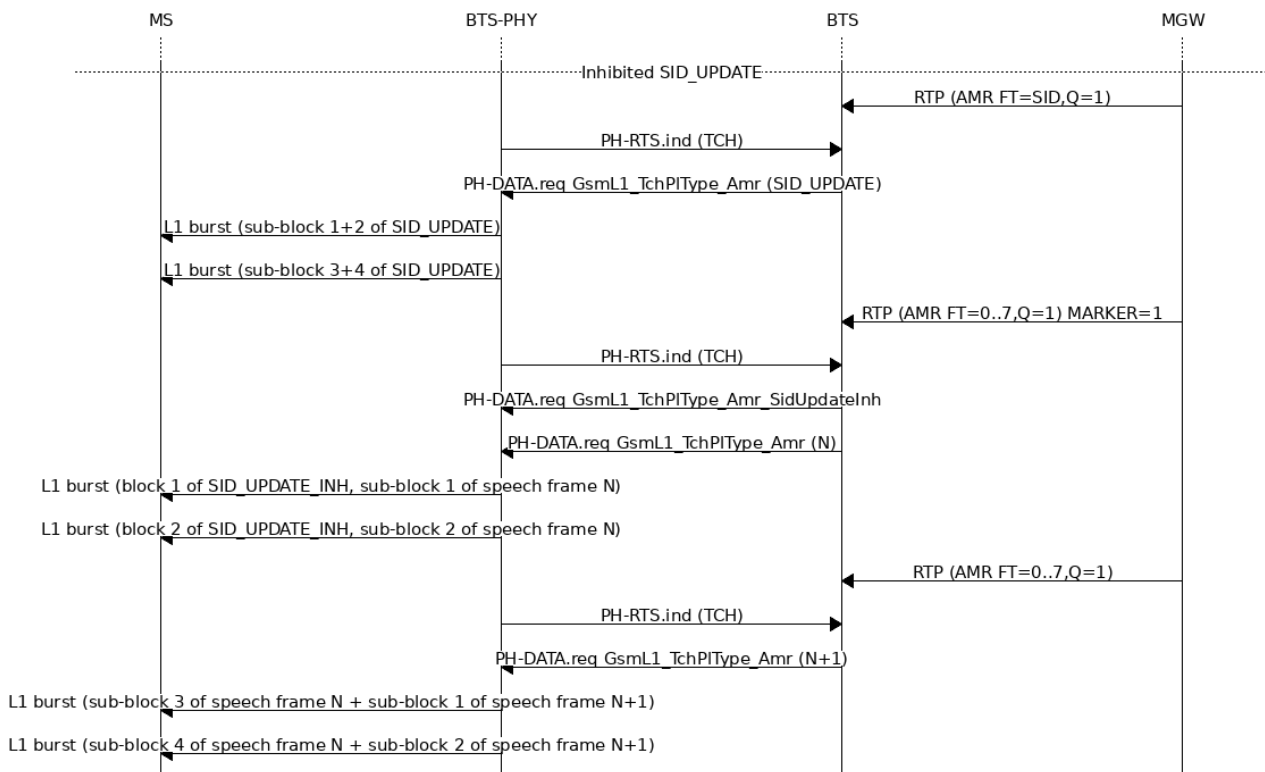 MS BTS-PHY BTS MGW
Inhibited SID_UPDATE
RTP (AMR FT=SID,Q=1)
PH-RTS.ind (TCH)
PH-DATA.req GsmL1_TchPlType_Amr (SID_UPDATE)
L1 burst (sub-block 1+2 of SID_UPDATE)
L1 burst (sub-block 3+4 of SID_UPDATE)
RTP (AMR FT=0..7,Q=1) MARKER=1
PH-RTS.ind (TCH)
PH-DATA.req GsmL1_TchPlType_Amr_SidUpdateInh
PH-DATA.req GsmL1_TchPlType_Amr (N)
L1 burst (block 1 of SID_UPDATE_INH, sub-block 1 of speech frame N)
L1 burst (block 2 of SID_UPDATE_INH, sub-block 2 of speech frame N)
RTP (AMR FT=0..7,Q=1)
PH-RTS.ind (TCH)
PH-DATA.req GsmL1_TchPlType_Amr (N+1)
L1 burst (sub-block 3 of speech frame N + sub-block 1 of speech frame N+1)
L1 burst (sub-block 4 of speech frame N + sub-block 2 of speech frame N+1)